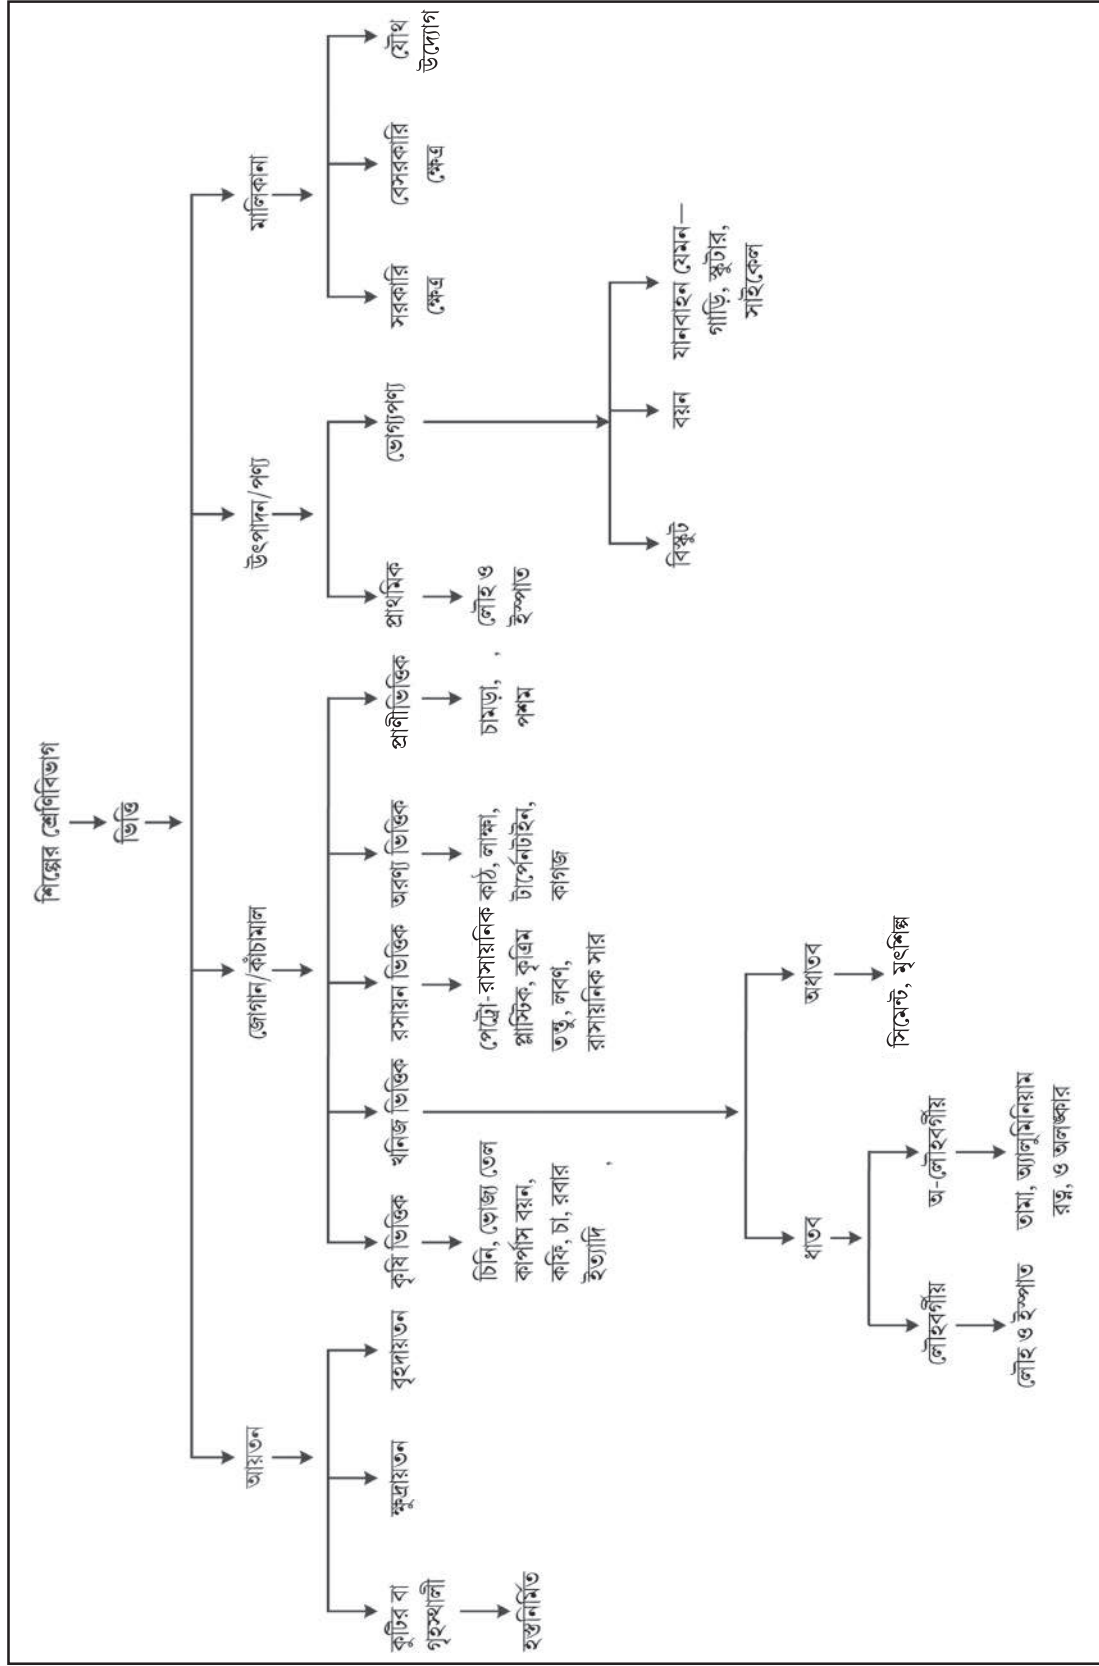 শিল্পের শ্রেণিবিভাগ
ভিত্তি
আয়তন
জোগান/কাঁচামাল
উৎপাদন/পণ্য
মালিকানা
কুটির বা
গৃহস্থালী
ক্ষুদ্রায়তন
বৃহদায়তন
কৃষি ভিত্তিক
খনিজ ভিত্তিক
রসায়ন ভিত্তিক
অরণ্য ভিত্তিক
প্রাণীভিত্তিক
প্রাথমিক
ভোগ্যপণ্য
সরকারি
ক্ষেত্র
বেসরকারি
ক্ষেত্র
যৌথ
উদ্যোগ
হস্তনির্মিত
চিনি, ভোজ্য তেল
কার্পাস বয়ন,
কফি, চা, রবার
ইত্যাদি
,
পেট্রো-রাসায়নিক
প্লাস্টিক, কৃত্রিম
তন্তু, লবণ,
রাসায়নিক সার
কাঠ, লাক্ষা,
টার্পেনটাইন,
কাগজ
চামড়া, ,
পশম
লৌহ ও
ইস্পাত
বিস্কুট
বয়ন
যানবাহন যেমন—
গাড়ি, স্কুটার,
সাইকেল
ধাতব
অধাতব
লৌহবর্গীয়
অ-লৌহবর্গীয়
সিমেন্ট, মৃৎশিল্প
লৌহ ও ইস্পাত
তামা, অ্যালুমিনিয়াম
রত্ন, ও অলঙ্কার